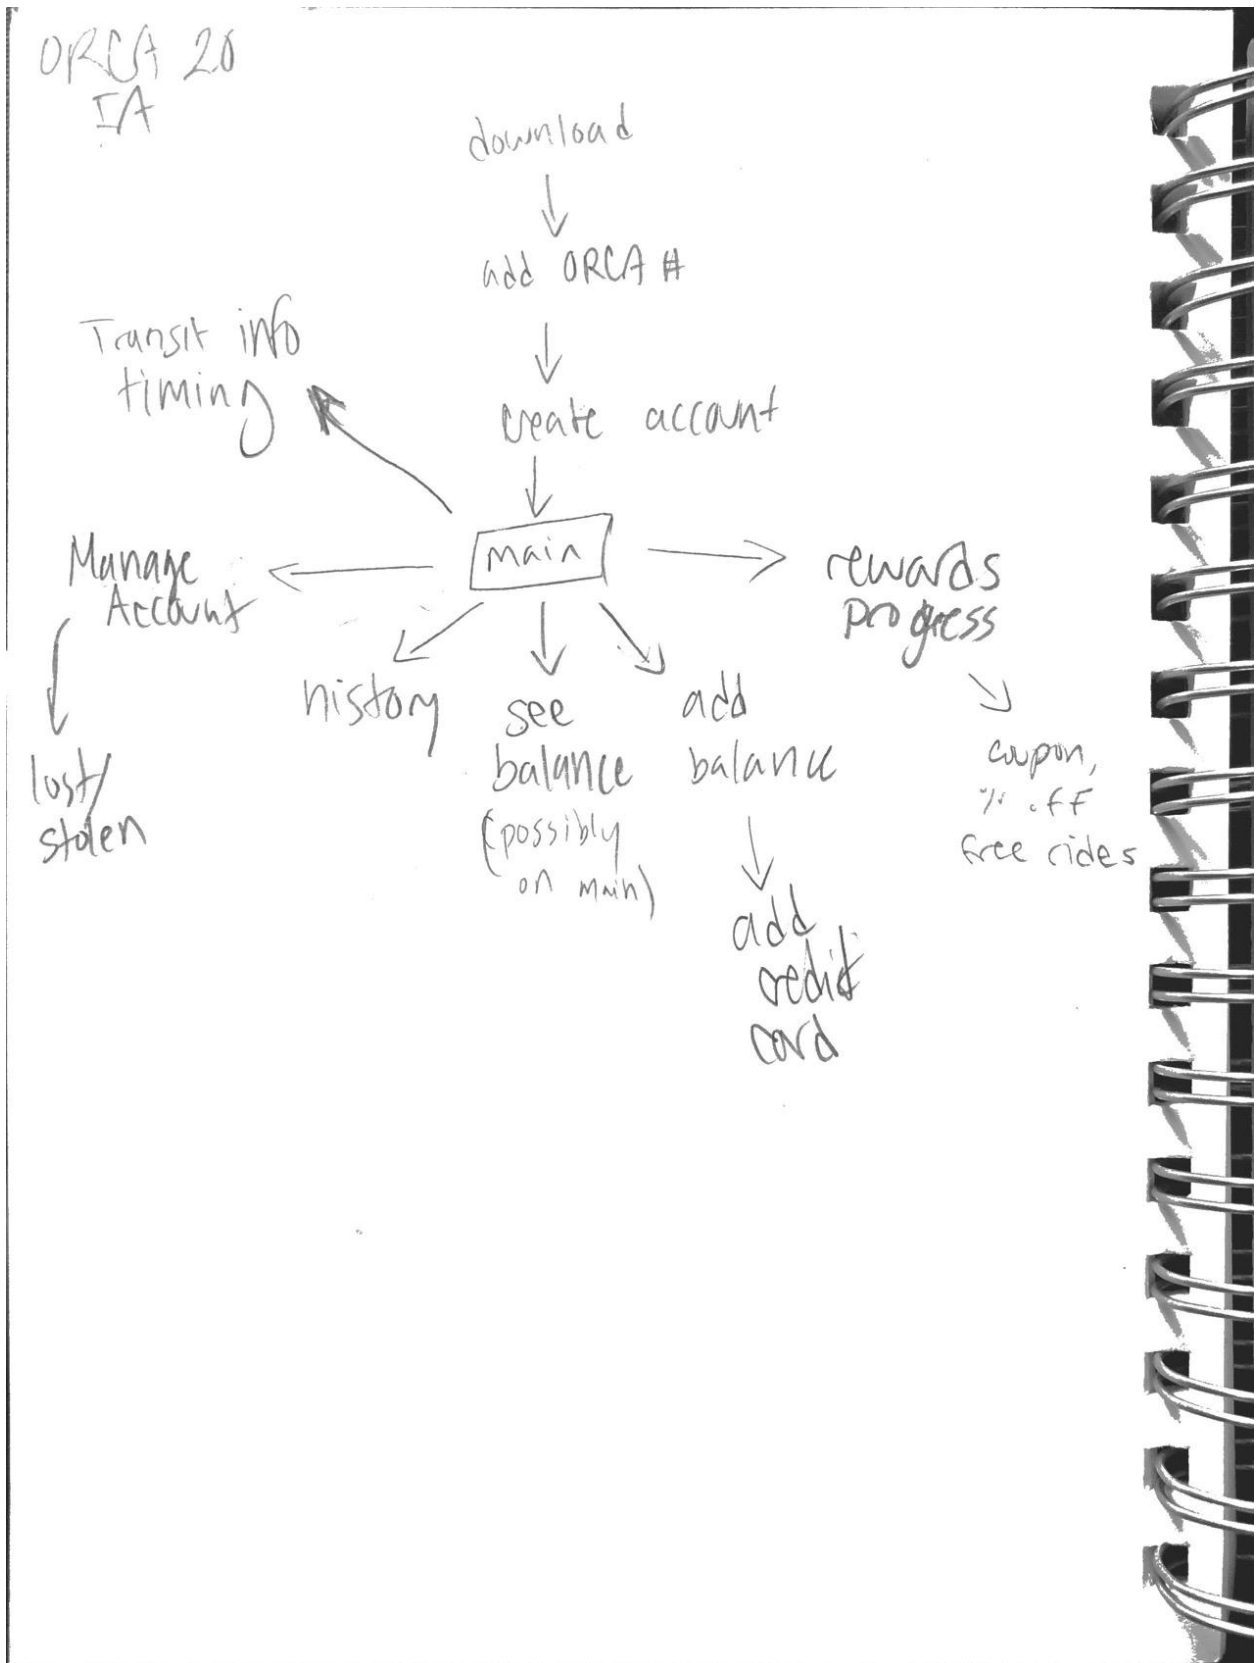 ORCA 2.0
IA
download
add ORCA #
Transit info
timing
create account
main
Manage
Account
rewards
progress
history
see
balance
(possibly
on main)
add
balance
lost/
stolen
coupon,
% off
free rides
add
credit
card